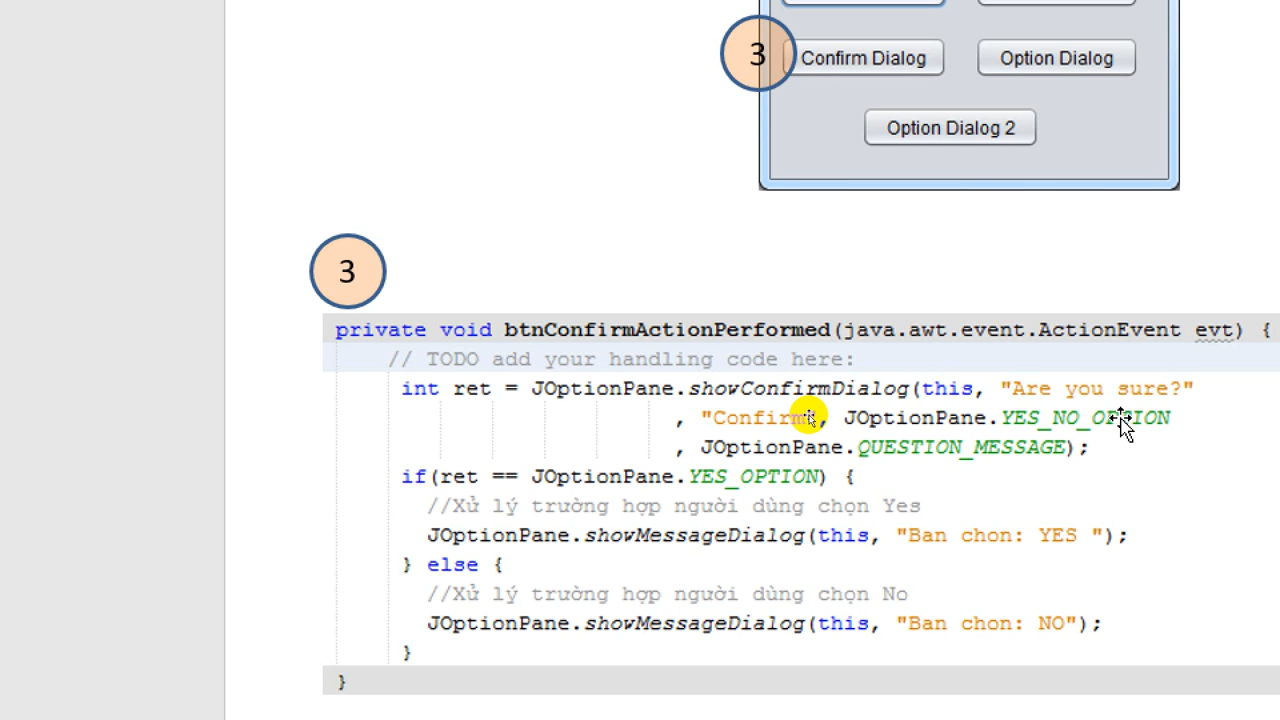 3
Confirm Dialog
Option Dialog
Option Dialog 2
3
private void btnConfirmActionPerformed(java.awt.event.ActionEvent evt) {
// TODO add your handling code here:
int ret = JOptionPane.showConfirmDialog(this, "Are you sure?"
, "Confirm", JOptionPane.YES_NO_OPTION
, JOptionPane.QUESTION_MESSAGE);
if(ret == JOptionPane.YES_OPTION) {
//Xử lý trường hợp người dùng chọn Yes
JOptionPane.showMessageDialog(this, "Ban chon: YES ");
} else {
//Xử lý trường hợp người dùng chọn No
JOptionPane.showMessageDialog(this, "Ban chon: NO");
}
}